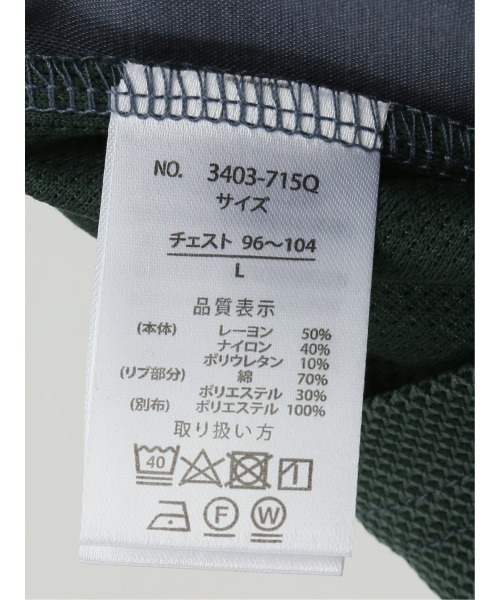 NO. 3403-715Q
サイズ
チェスト 96～104
L
品質表示
(本体) レーヨン 50%
ナイロン 40%
ポリウレタン 10%
(リブ部分) 綿 70%
ポリエステル 30%
(別布) ポリエステル 100%
取り扱い方
40
F W